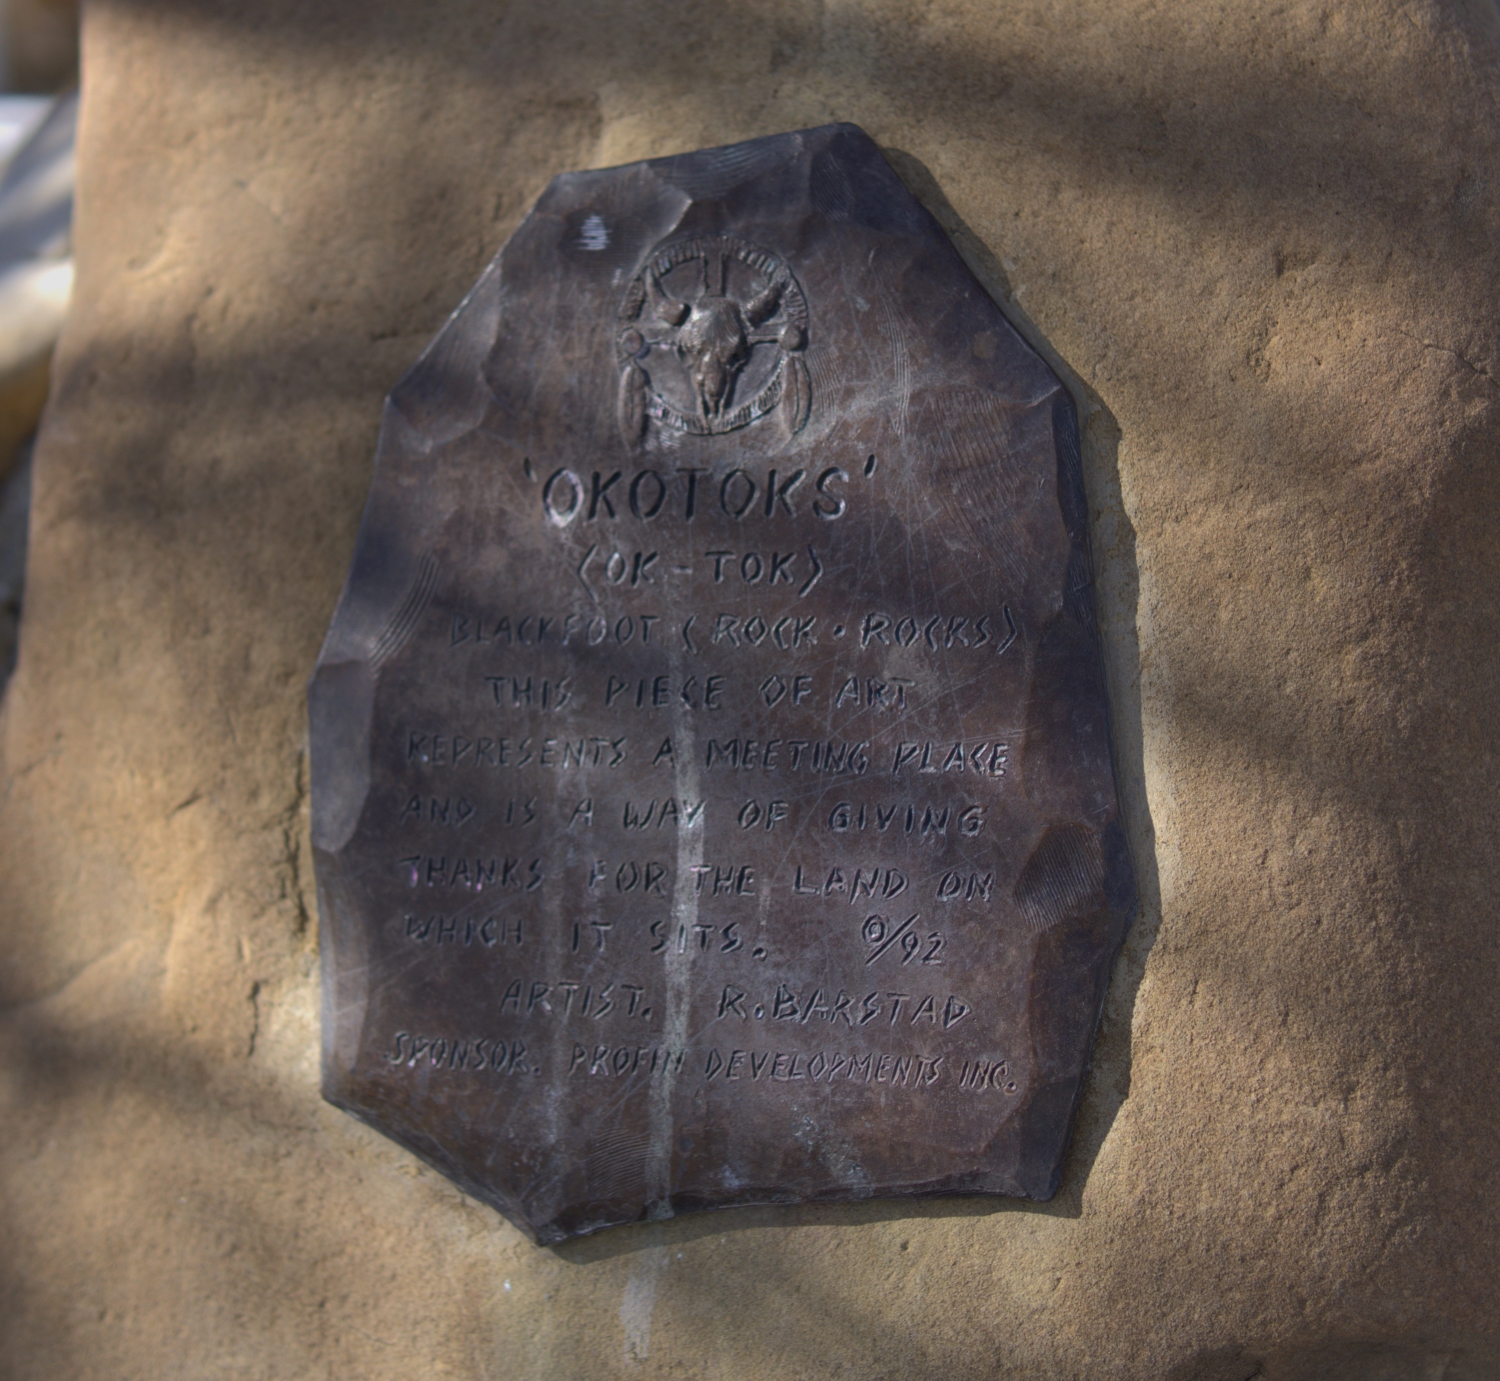 'OKOTOKS'
(OK-TOK)
BLACKFOOT (ROCK · ROCKS)
THIS PIECE OF ART
REPRESENTS A MEETING PLACE
AND IS A WAY OF GIVING
THANKS FOR THE LAND ON
WHICH IT SITS. 0/92
ARTIST. R. BARSTAD
SPONSOR. PROFIN DEVELOPMENTS INC.